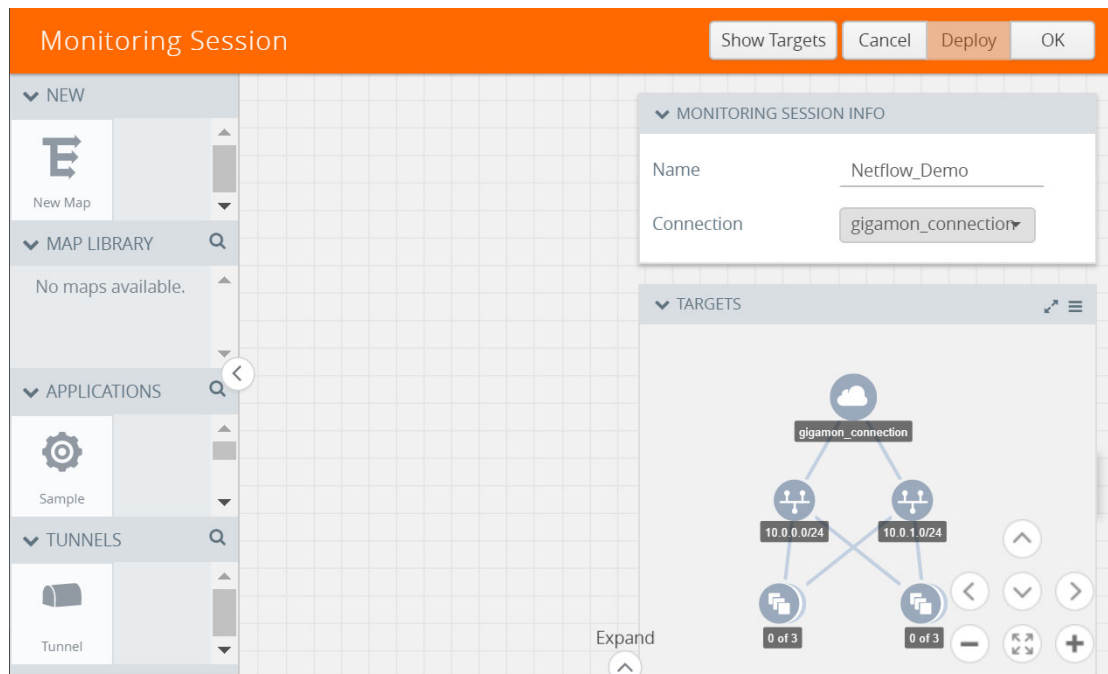 Monitoring Session
Show Targets
Cancel
Deploy
OK
NEW
New Map
MAP LIBRARY
No maps available.
APPLICATIONS
Sample
TUNNELS
Tunnel
MONITORING SESSION INFO
Name
Netflow_Demo
Connection
gigamon_connection
TARGETS
gigamon_connection
10.0.0.0/24
10.0.1.0/24
0 of 3
0 of 3
Expand